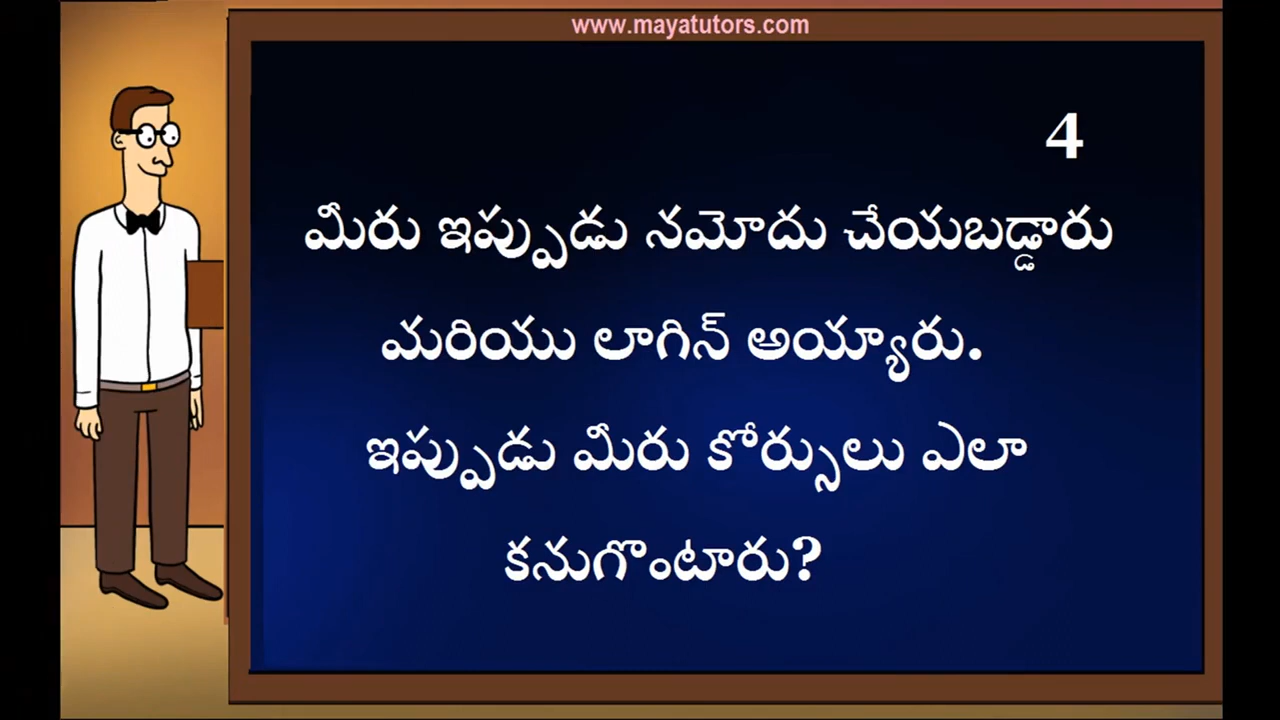 www.mayatutors.com
4
మీరు ఇప్పుడు నమోదు చేయబడ్డారు
మరియు లాగిన్ అయ్యారు.
ఇప్పుడు మీరు కోర్సులు ఎలా
కనుగొంటారు?